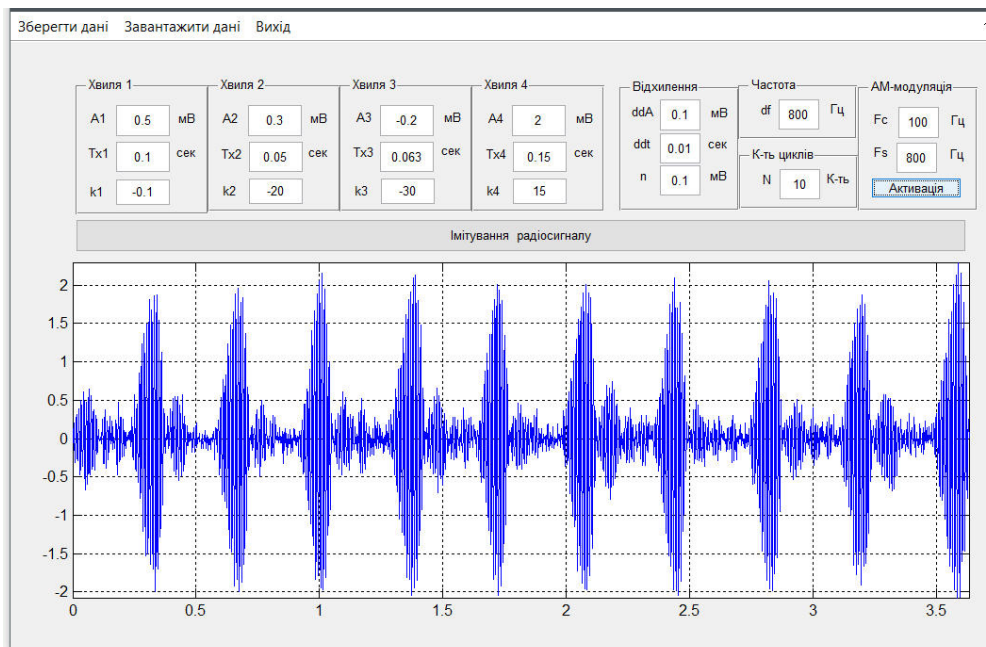 Зберегти дані Завантажити дані Вихід
Хвиля 1 Хвиля 2 Хвиля 3 Хвиля 4 Відхилення Частота АМ-модуляція
A1 0.5 мВ A2 0.3 мВ A3 -0.2 мВ A4 2 мВ ddA 0.1 мВ df 800 Гц Fc 100 Гц
Tx1 0.1 сек Tx2 0.05 сек Tx3 0.063 сек Tx4 0.15 сек ddt 0.01 сек К-ть циклів Fs 800 Гц
k1 -0.1 k2 -20 k3 -30 k4 15 n 0.1 мВ N 10 К-ть Активація
Імітування радіосигналу
2
1.5
1
0.5
0
-0.5
-1
-1.5
-2
0 0.5 1 1.5 2 2.5 3 3.5